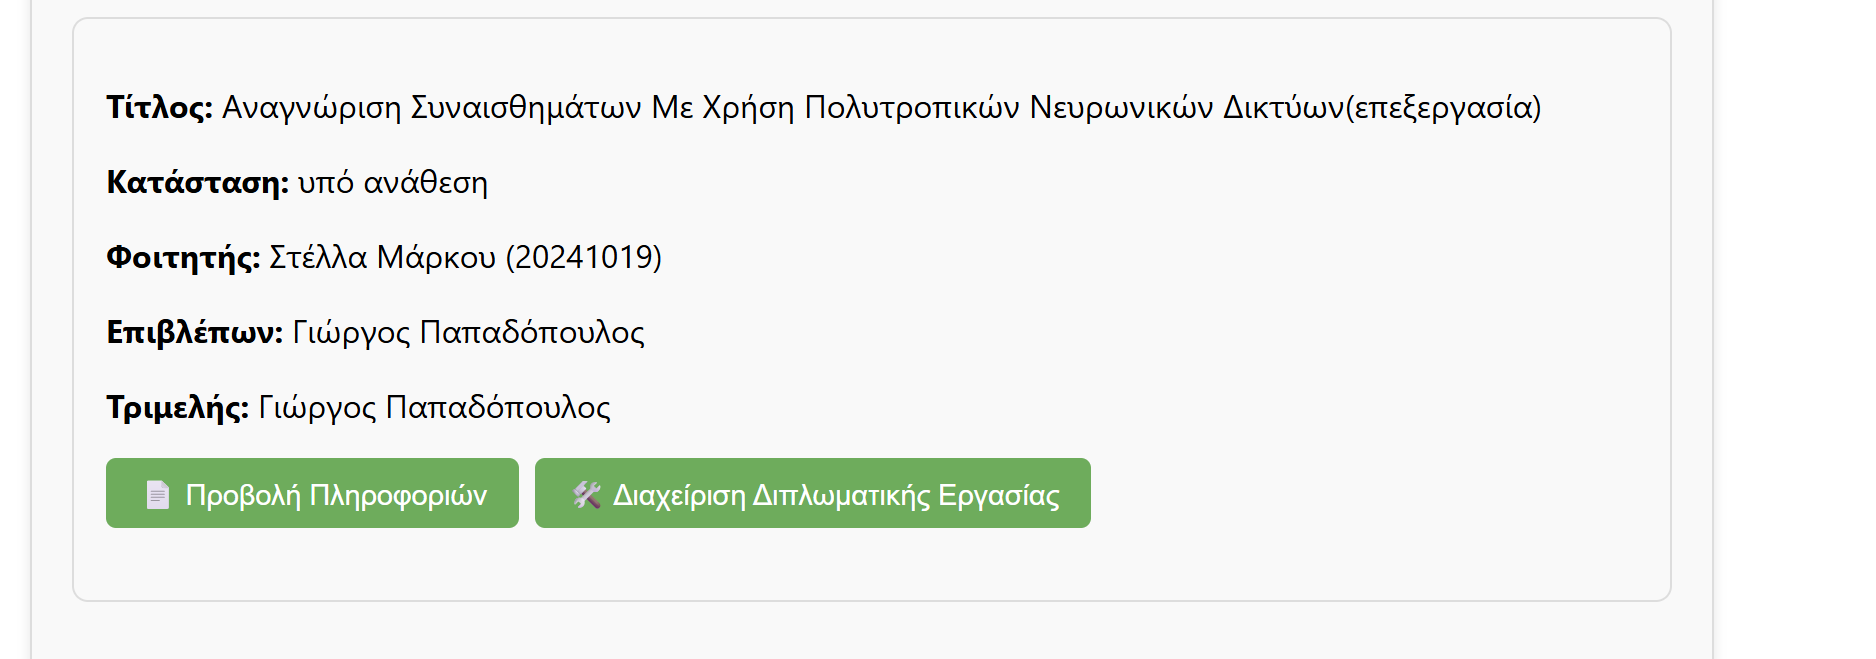 Τίτλος: Αναγνώριση Συναισθημάτων Με Χρήση Πολυτροπικών Νευρωνικών Δικτύων(επεξεργασία)
Κατάσταση: υπό ανάθεση
Φοιτητής: Στέλλα Μάρκου (20241019)
Επιβλέπων: Γιώργος Παπαδόπουλος
Τριμελής: Γιώργος Παπαδόπουλος
Προβολή Πληροφοριών
Διαχείριση Διπλωματικής Εργασίας